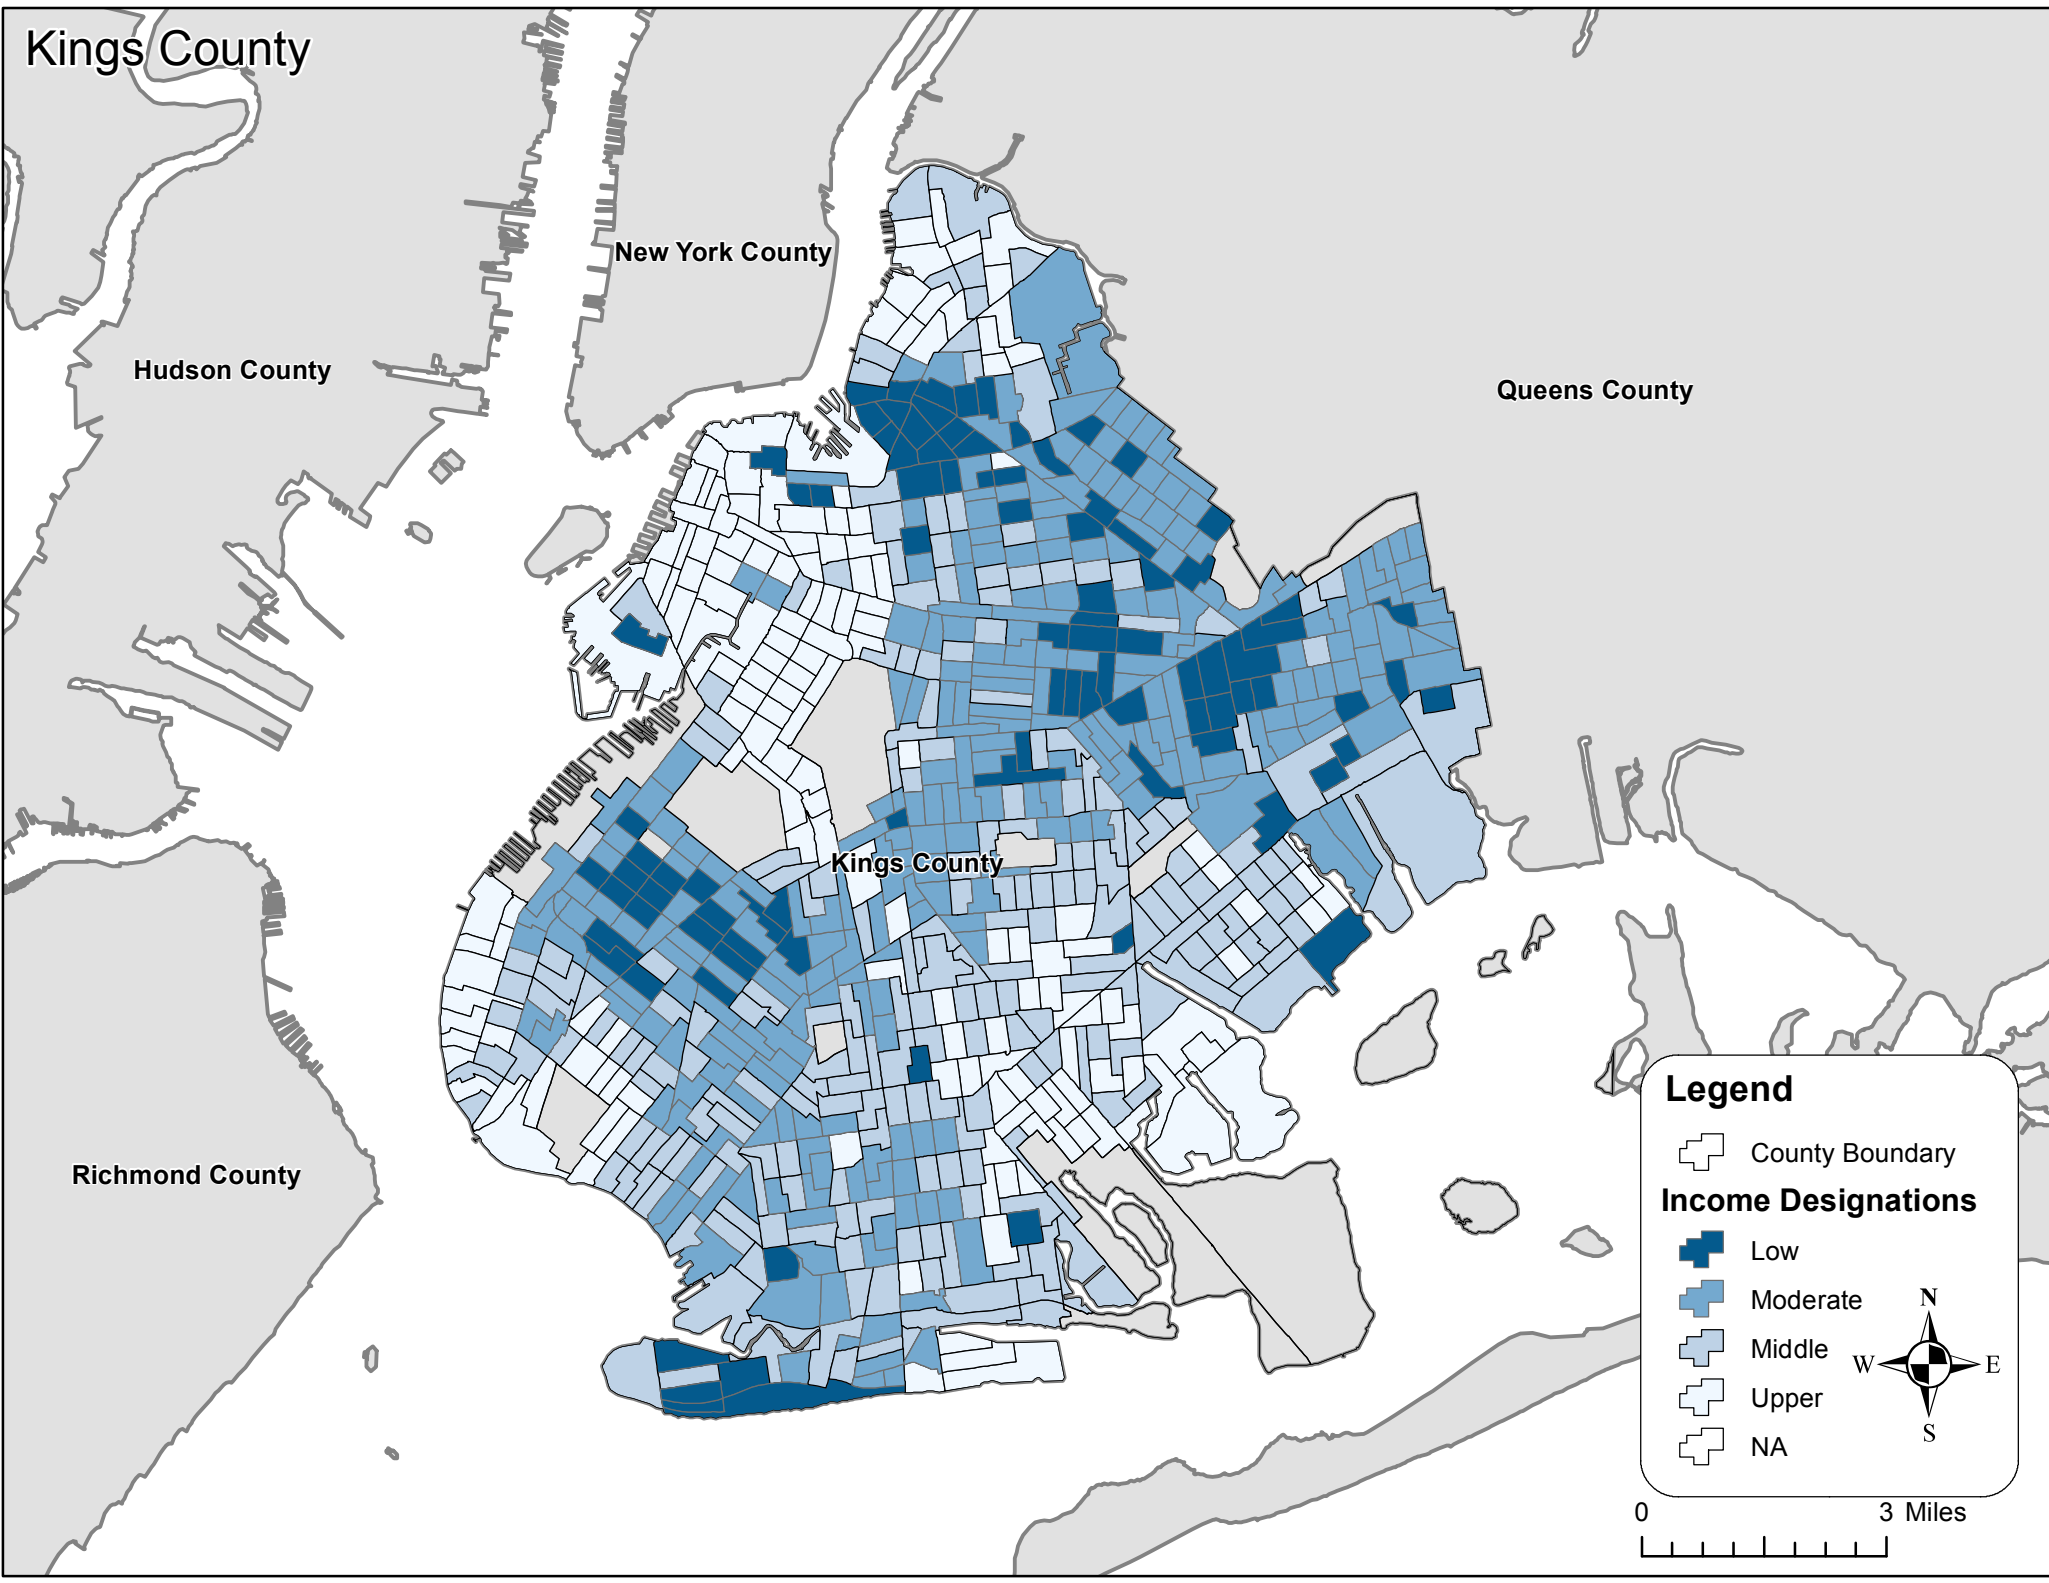 Kings County
New York County
Hudson County
Queens County
Kings County
Richmond County
Legend
County Boundary
Income Designations
Low
Moderate
Middle
Upper
NA
N
W E
S
0 3 Miles